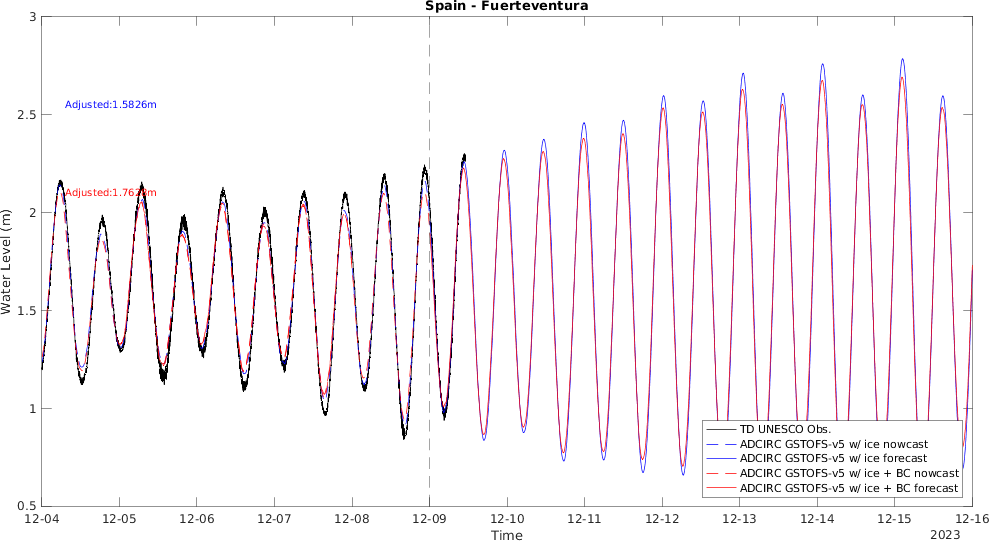 Spain - Fuerteventura
3
2.5
2
1.5
1
0.5
Water Level (m)
Adjusted:1.5826m
TD UNESCO Obs.
ADCIRC GSTOFS-v5 w/ ice nowcast
ADCIRC GSTOFS-v5 w/ ice forecast
ADCIRC GSTOFS-v5 w/ ice + BC nowcast
ADCIRC GSTOFS-v5 w/ ice + BC forecast
12-04 12-05 12-06 12-07 12-08 12-09 12-10 12-11 12-12 12-13 12-14 12-15 12-16
Time
2023